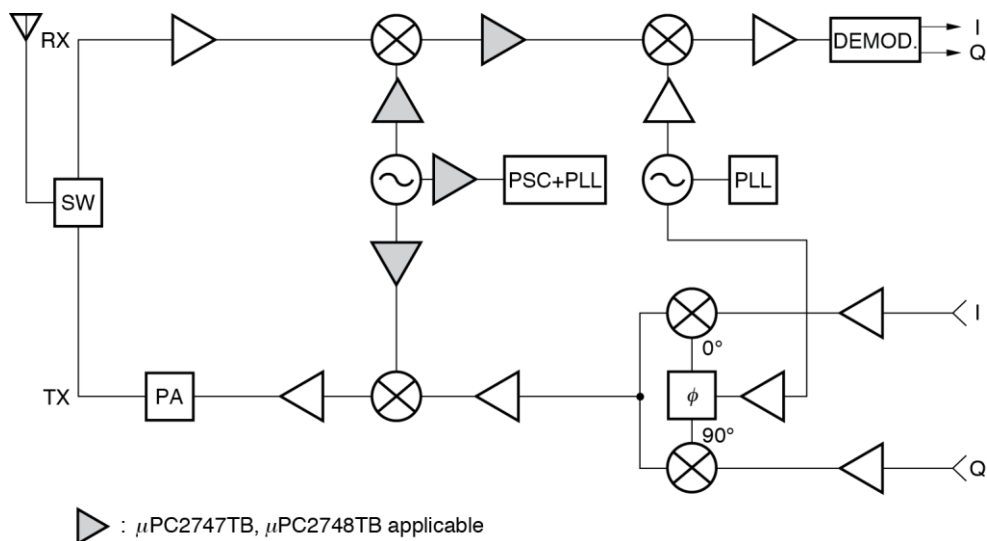 RX
DEMOD.
I
Q
SW
PSC+PLL
PLL
I
0°
TX
PA
ϕ
90°
Q
: μPC2747TB, μPC2748TB applicable